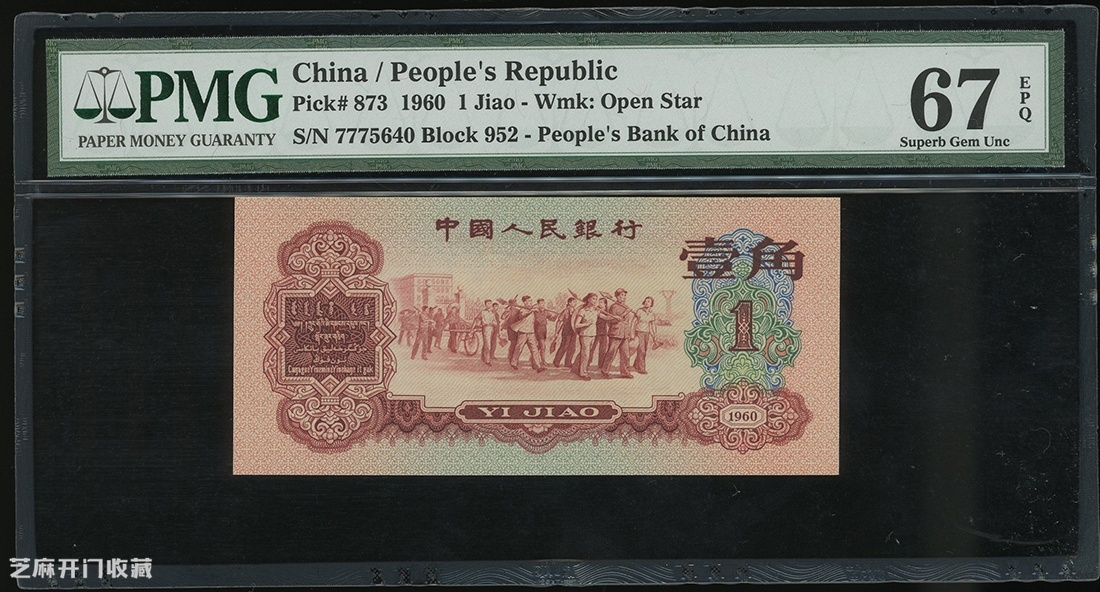 PMG
PAPER MONEY GUARANTY
China / People's Republic
Pick# 873 1960 1 Jiao - Wmk: Open Star
S/N 7775640 Block 952 - People's Bank of China
67
EPQ
Superb Gem Unc
中國人民銀行
壹角
1
YI JIAO
1960
芝麻开门收藏